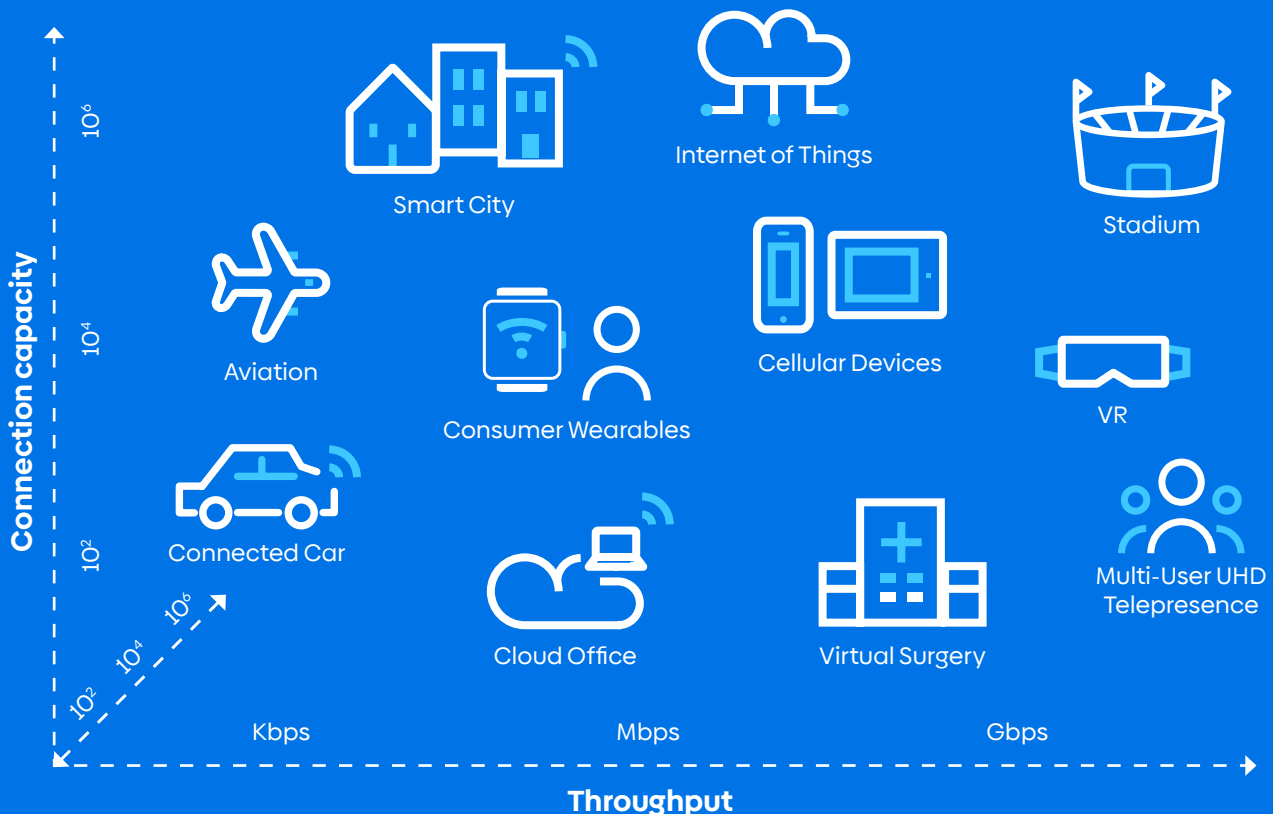 Connection capacity
10⁶
10⁴
10²
Smart City
Internet of Things
Stadium
Aviation
Consumer Wearables
Cellular Devices
VR
Connected Car
Cloud Office
Virtual Surgery
Multi-User UHD
Telepresence
10²
10⁴
10⁶
Kbps
Mbps
Gbps
Throughput